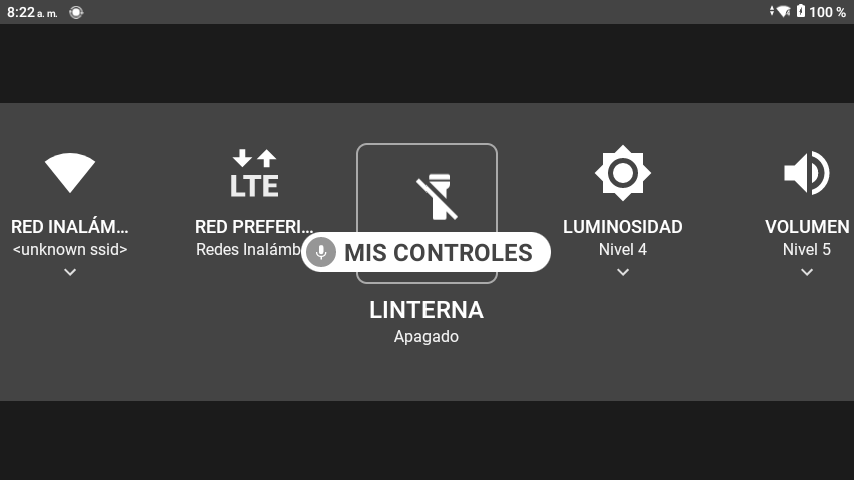 8:22 a. m.
100 %
LTE
RED INALÁM…
RED PREFERI…
LUMINOSIDAD
VOLUMEN
<unknown ssid>
Redes Inalámb
Nivel 4
Nivel 5
MIS CONTROLES
LINTERNA
Apagado